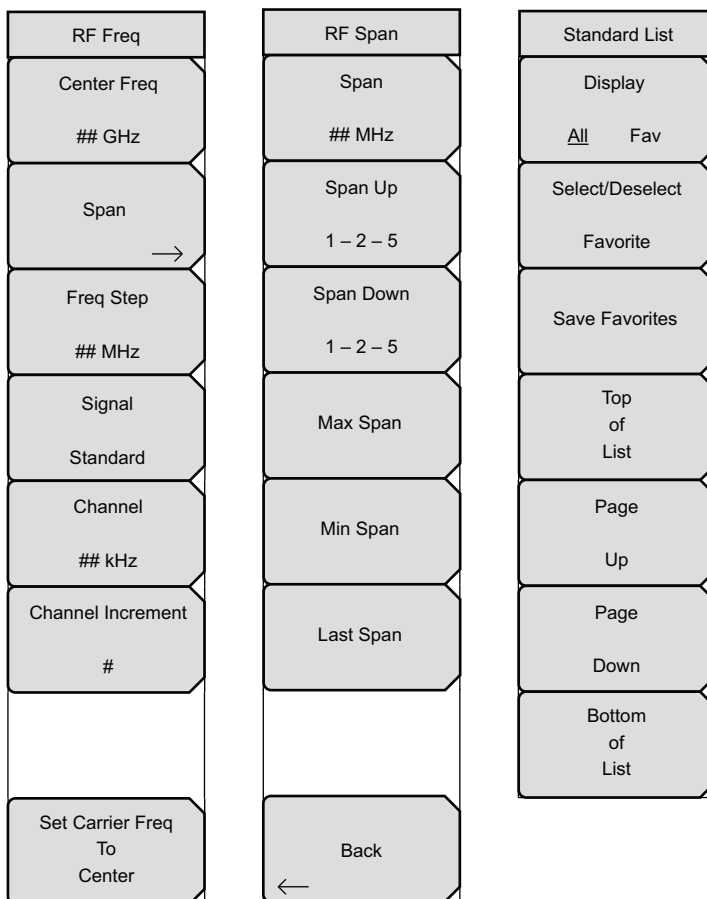 RF Freq
Center Freq
## GHz
Span
Freq Step
## MHz
Signal
Standard
Channel
## kHz
Channel Increment
#
Set Carrier Freq
To
Center
RF Span
Span
## MHz
Span Up
1 – 2 – 5
Span Down
1 – 2 – 5
Max Span
Min Span
Last Span
Back
Standard List
Display
All Fav
Select/Deselect
Favorite
Save Favorites
Top
of
List
Page
Up
Page
Down
Bottom
of
List